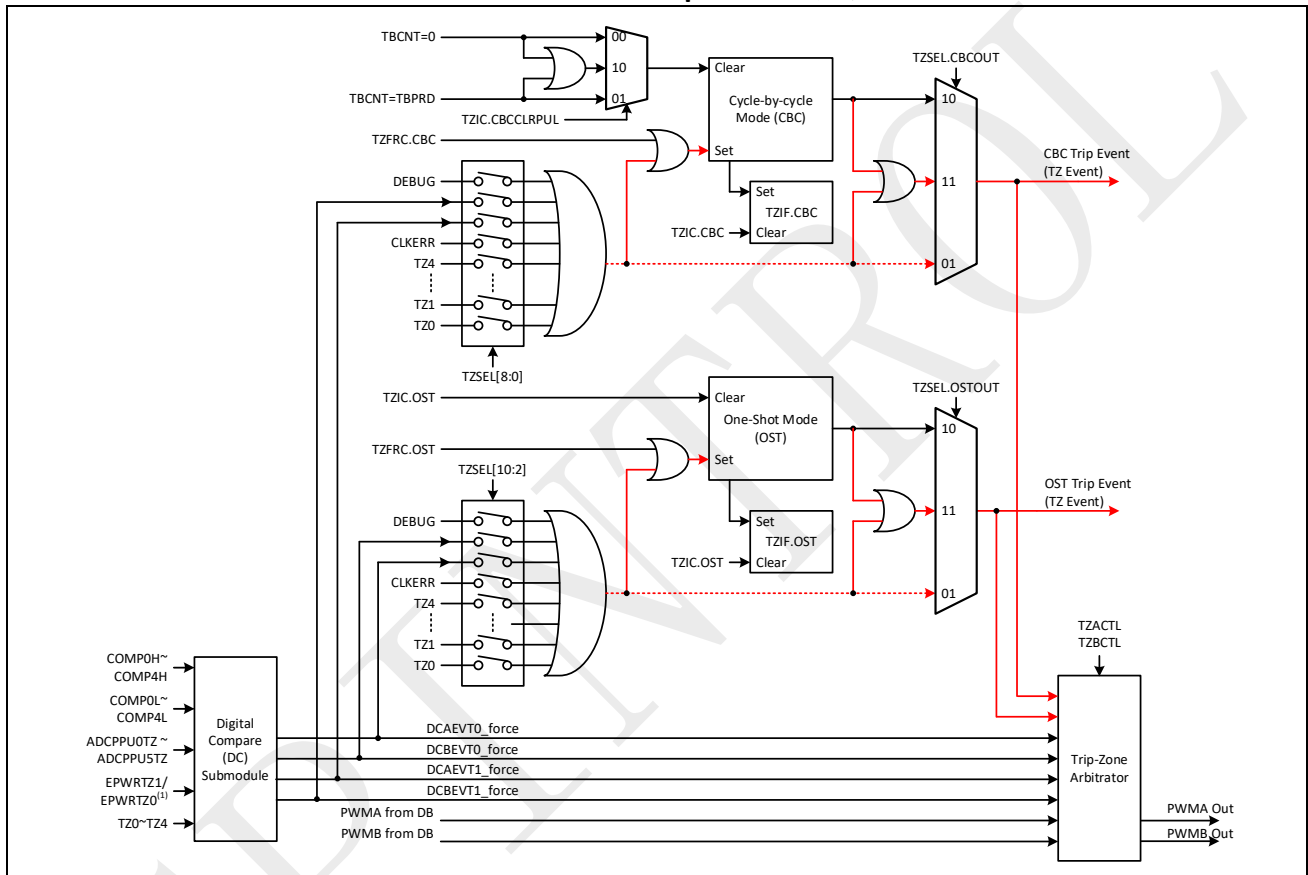 TBCNT=0
00
10
TBCNT=TBPRD
01
TZIC.CBCCLRPUL
Clear
Cycle-by-cycle
Mode (CBC)
Set
TZSEL.CBCOUT
10
11
01
CBC Trip Event
(TZ Event)
TZFRC.CBC
DEBUG
CLKERR
TZ4
TZ1
TZ0
TZSEL[8:0]
Set
TZIF.CBC
TZIC.CBC
Clear
TZIC.OST
Clear
One-Shot Mode
(OST)
Set
TZSEL.OSTOUT
10
11
01
OST Trip Event
(TZ Event)
TZFRC.OST
TZSEL[10:2]
DEBUG
CLKERR
TZ4
TZ1
TZ0
Set
TZIF.OST
TZIC.OST
Clear
COMP0H~
COMP4H
COMP0L~
COMP4L
ADCPPU0TZ ~
ADCPPU5TZ
EPWRTZ1/
EPWRTZ0(1)
TZ0~TZ4
Digital
Compare
(DC)
Submodule
DCAEVT0_force
DCBEVT0_force
DCAEVT1_force
DCBEVT1_force
PWMA from DB
PWMB from DB
TZACTL
TZBCTL
Trip-Zone
Arbitrator
PWMA Out
PWMB Out